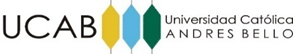 UCAB
Universidad Católica
ANDRES BELLO